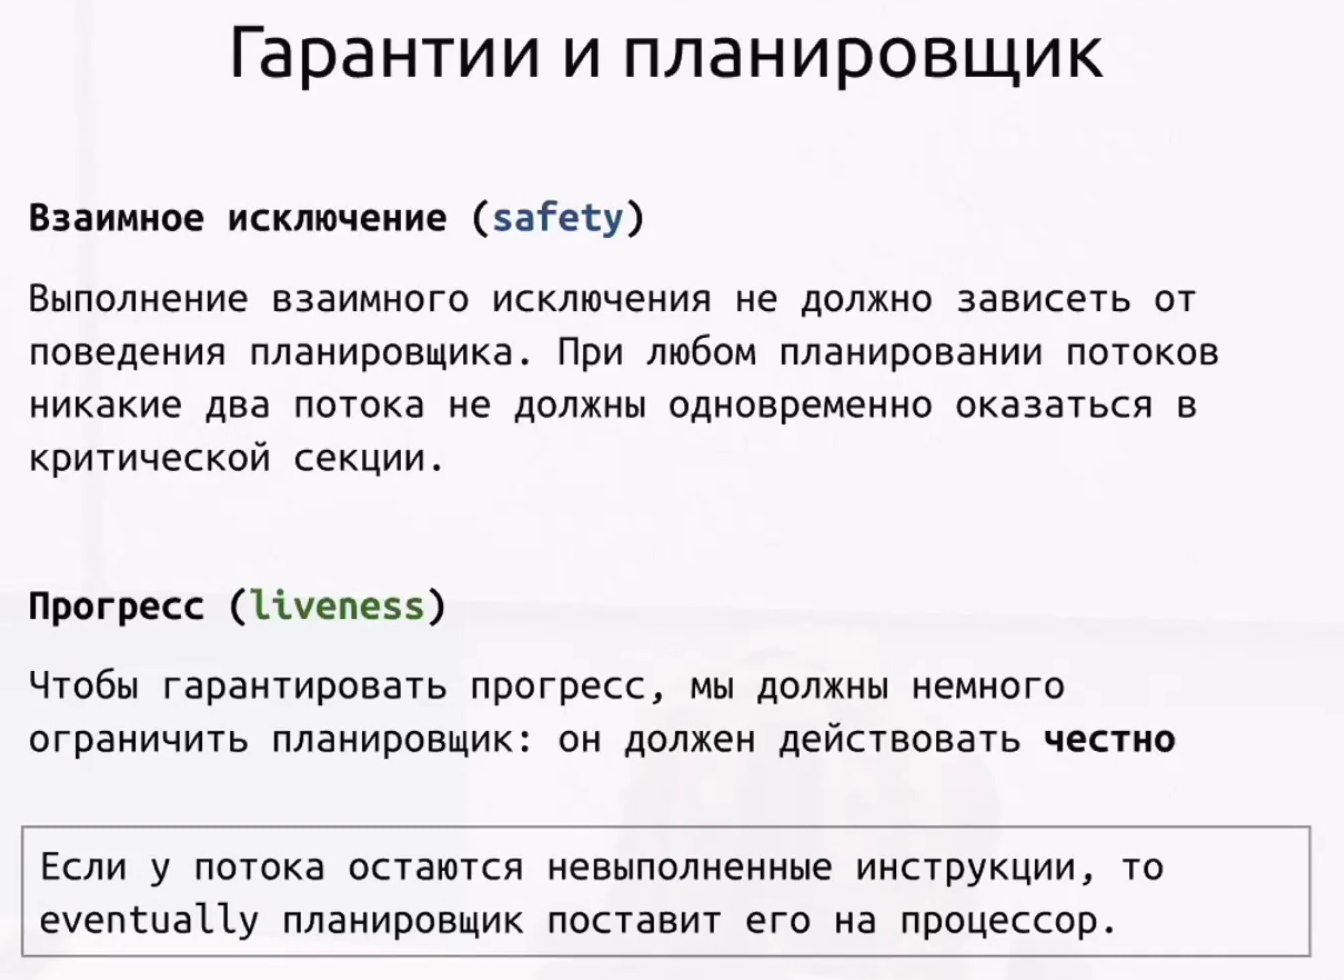 Гарантии и планировщик
Взаимное исключение (safety)
Выполнение взаимного исключения не должно зависеть от
поведения планировщика. При любом планировании потоков
никакие два потока не должны одновременно оказаться в
критической секции.
Прогресс (liveness)
Чтобы гарантировать прогресс, мы должны немного
ограничить планировщик: он должен действовать честно
Если у потока остаются невыполненные инструкции, то
eventually планировщик поставит его на процессор.